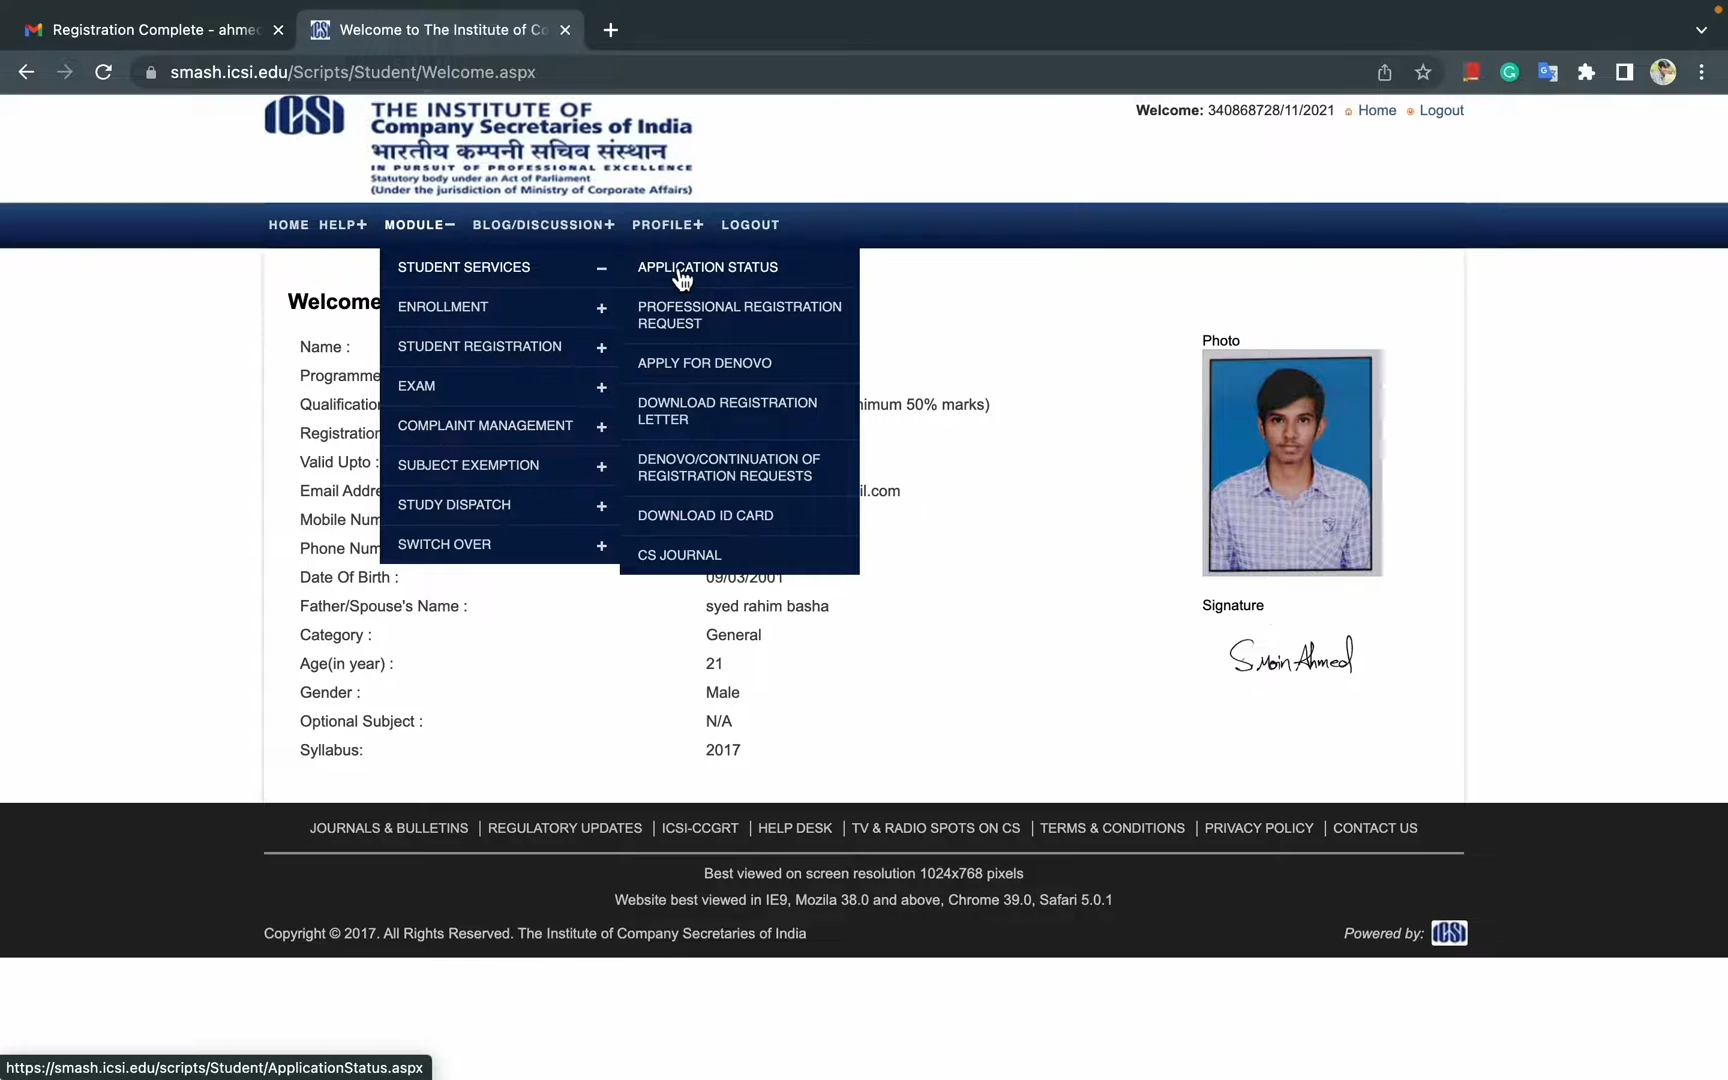 Registration Complete - ahmed
Welcome to The Institute of Co
smash.icsi.edu/Scripts/Student/Welcome.aspx
ICSI
THE INSTITUTE OF
Company Secretaries of India
भारतीय कम्पनी सचिव संस्थान
IN PURSUIT OF PROFESSIONAL EXCELLENCE
Statutory body under an Act of Parliament
(Under the jurisdiction of Ministry of Corporate Affairs)
Welcome: 340868728/11/2021 Home Logout
HOME HELP+ MODULE− BLOG/DISCUSSION+ PROFILE+ LOGOUT
STUDENT SERVICES −
ENROLLMENT +
STUDENT REGISTRATION +
EXAM +
COMPLAINT MANAGEMENT +
SUBJECT EXEMPTION +
STUDY DISPATCH +
SWITCH OVER +
APPLICATION STATUS
PROFESSIONAL REGISTRATION
REQUEST
APPLY FOR DENOVO
DOWNLOAD REGISTRATION
LETTER
DENOVO/CONTINUATION OF
REGISTRATION REQUESTS
DOWNLOAD ID CARD
CS JOURNAL
Welcome
Name :
Programme
Qualification nimum 50% marks)
Registration
Valid Upto :
Email Addre il.com
Mobile Num
Phone Num
Date Of Birth : 09/03/2001
Father/Spouse's Name : syed rahim basha
Category : General
Age(in year) : 21
Gender : Male
Optional Subject : N/A
Syllabus: 2017
Photo
Signature
S Moin Ahmed
JOURNALS & BULLETINS | REGULATORY UPDATES | ICSI-CCGRT | HELP DESK | TV & RADIO SPOTS ON CS | TERMS & CONDITIONS | PRIVACY POLICY | CONTACT US
Best viewed on screen resolution 1024x768 pixels
Website best viewed in IE9, Mozila 38.0 and above, Chrome 39.0, Safari 5.0.1
Copyright © 2017. All Rights Reserved. The Institute of Company Secretaries of India
Powered by: ICSI
https://smash.icsi.edu/scripts/Student/ApplicationStatus.aspx